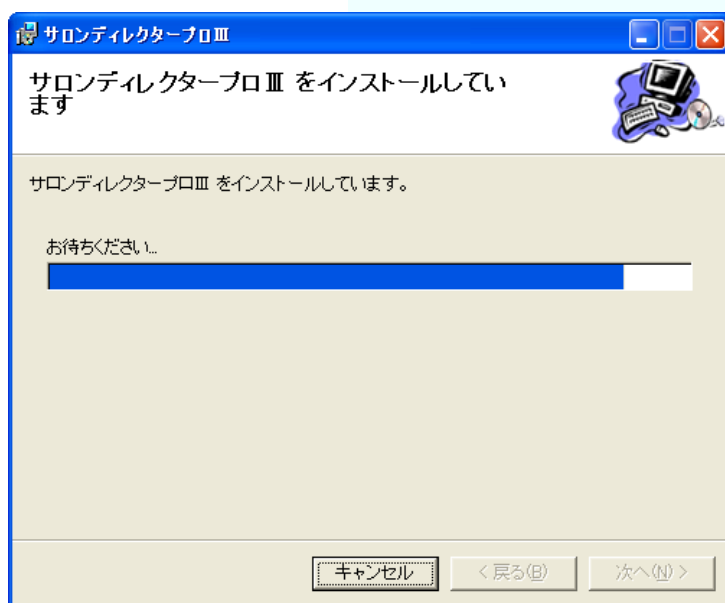 サロンディレクタープロⅢ
サロンディレクタープロⅢ をインストールしてい
ます
サロンディレクタープロⅢ をインストールしています。
お待ちください...
キャンセル
< 戻る(B)
次へ(N) >